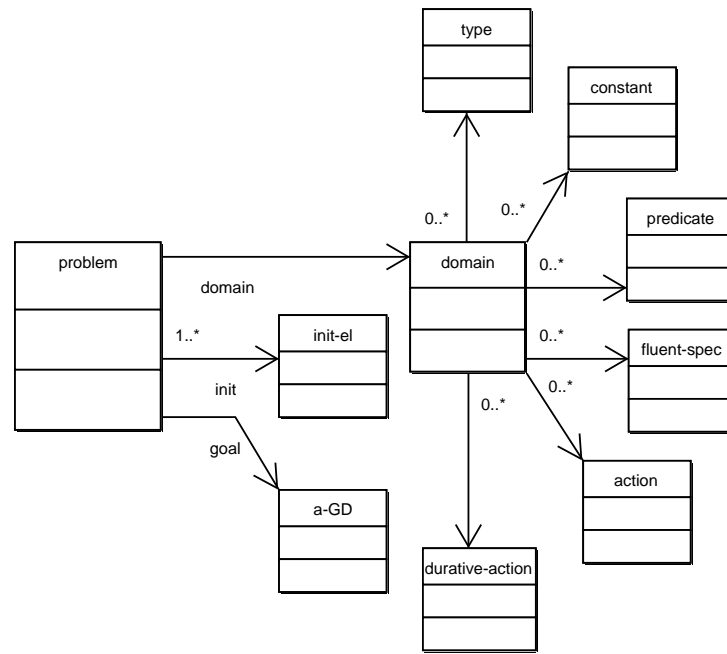 type
constant
0..*
0..*
predicate
problem
domain
0..*
domain
1..*
init-el
0..*
fluent-spec
init
0..*
0..*
goal
action
a-GD
durative-action